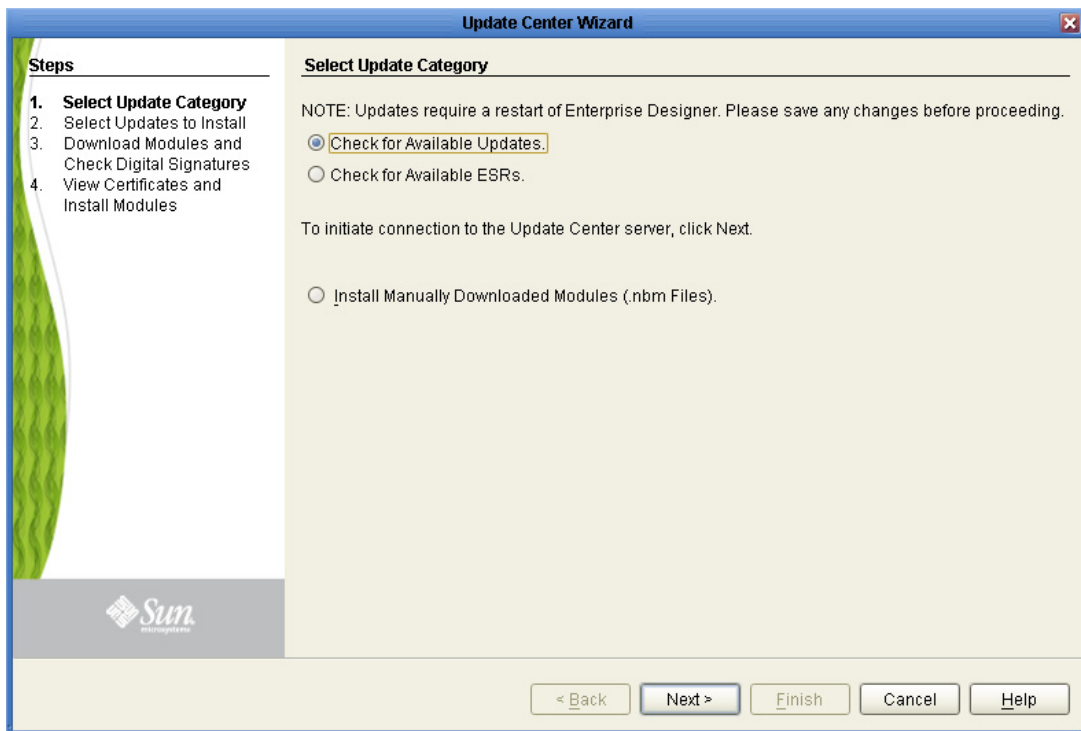 Update Center Wizard
Steps
1. Select Update Category
2. Select Updates to Install
3. Download Modules and
Check Digital Signatures
4. View Certificates and
Install Modules
Sun
microsystems
Select Update Category
NOTE: Updates require a restart of Enterprise Designer. Please save any changes before proceeding.
Check for Available Updates.
Check for Available ESRs.
To initiate connection to the Update Center server, click Next.
Install Manually Downloaded Modules (.nbm Files).
< Back
Next >
Finish
Cancel
Help